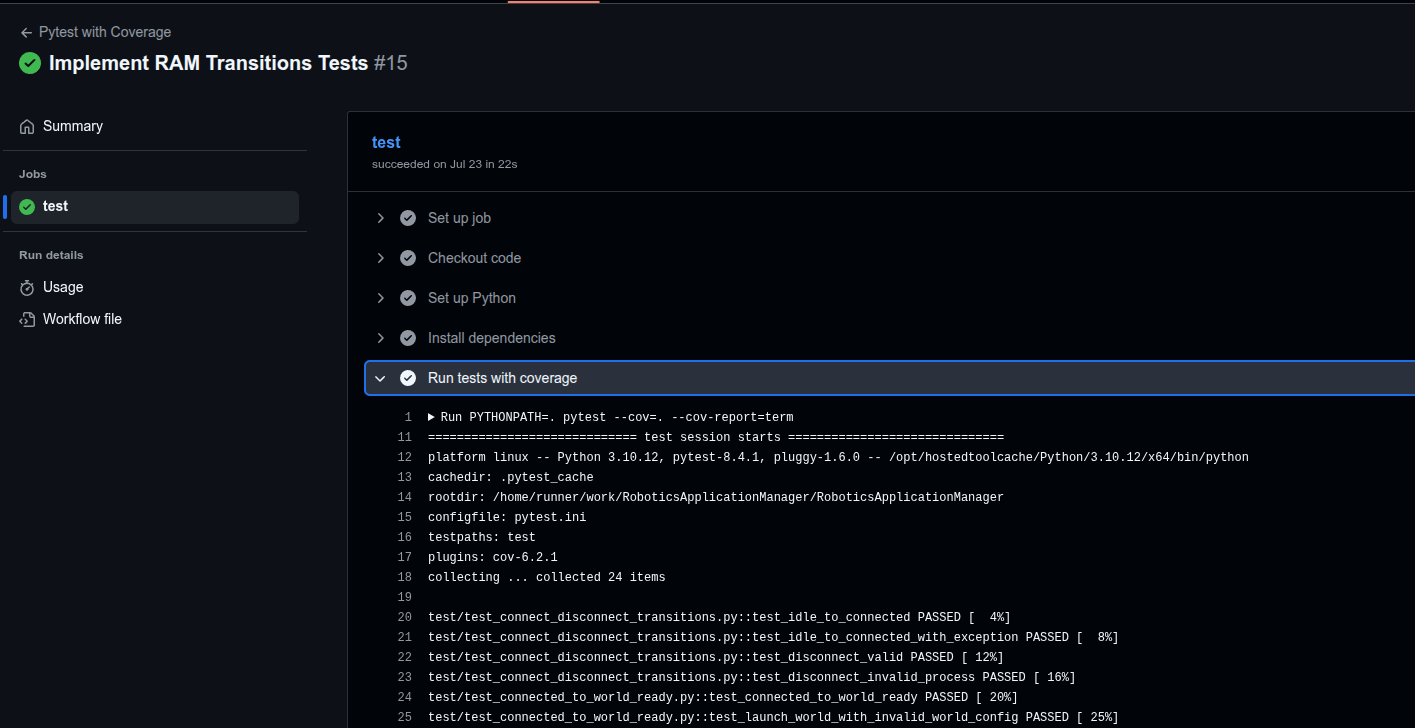 Pytest with Coverage
Implement RAM Transitions Tests #15
Summary
Jobs
test
Run details
Usage
Workflow file
test
succeeded on Jul 23 in 22s
Set up job
Checkout code
Set up Python
Install dependencies
Run tests with coverage
1 Run PYTHONPATH=. pytest --cov=. --cov-report=term
11 ============================= test session starts ==============================
12 platform linux -- Python 3.10.12, pytest-8.4.1, pluggy-1.6.0 -- /opt/hostedtoolcache/Python/3.10.12/x64/bin/python
13 cachedir: .pytest_cache
14 rootdir: /home/runner/work/RoboticsApplicationManager/RoboticsApplicationManager
15 configfile: pytest.ini
16 testpaths: test
17 plugins: cov-6.2.1
18 collecting ... collected 24 items
19
20 test/test_connect_disconnect_transitions.py::test_idle_to_connected PASSED [  4%]
21 test/test_connect_disconnect_transitions.py::test_idle_to_connected_with_exception PASSED [  8%]
22 test/test_connect_disconnect_transitions.py::test_disconnect_valid PASSED [ 12%]
23 test/test_connect_disconnect_transitions.py::test_disconnect_invalid_process PASSED [ 16%]
24 test/test_connected_to_world_ready.py::test_connected_to_world_ready PASSED [ 20%]
25 test/test_connected_to_world_ready.py::test_launch_world_with_invalid_world_config PASSED [ 25%]